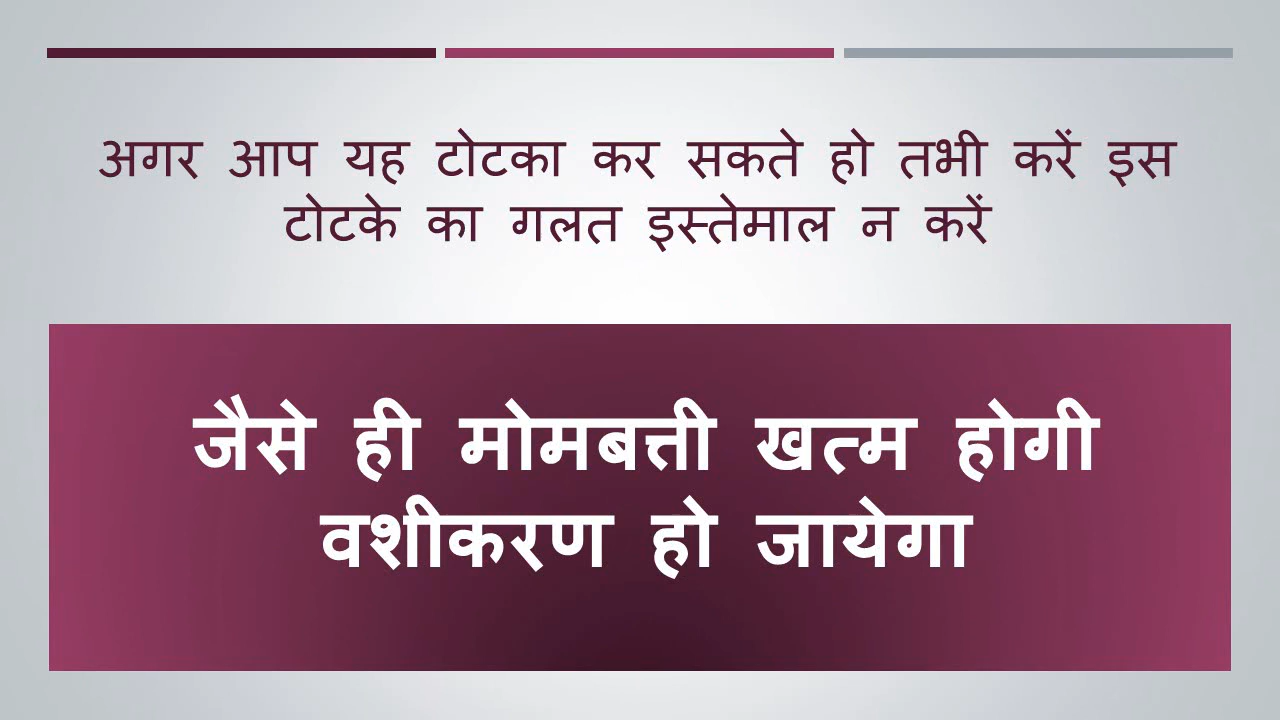 अगर आप यह टोटका कर सकते हो तभी करें इस
टोटके का गलत इस्तेमाल न करें
जैसे ही मोमबत्ती खत्म होगी
वशीकरण हो जायेगा